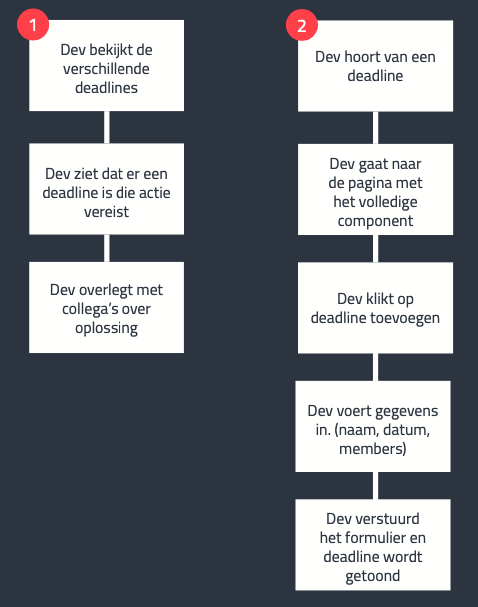 1
Dev bekijkt de
verschillende
deadlines
Dev ziet dat er een
deadline is die actie
vereist
Dev overlegt met
collega's over
oplossing
2
Dev hoort van een
deadline
Dev gaat naar
de pagina met
het volledige
component
Dev klikt op
deadline toevoegen
Dev voert gegevens
in. (naam, datum,
members)
Dev verstuurd
het formulier en
deadline wordt
getoond